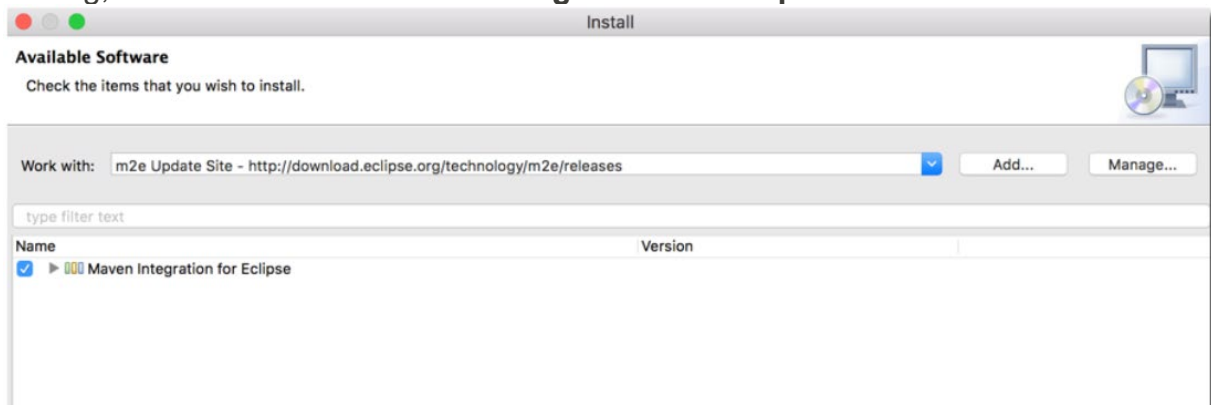 Install
Available Software
Check the items that you wish to install.
Work with: m2e Update Site - http://download.eclipse.org/technology/m2e/releases Add... Manage...
type filter text
Name Version
Maven Integration for Eclipse